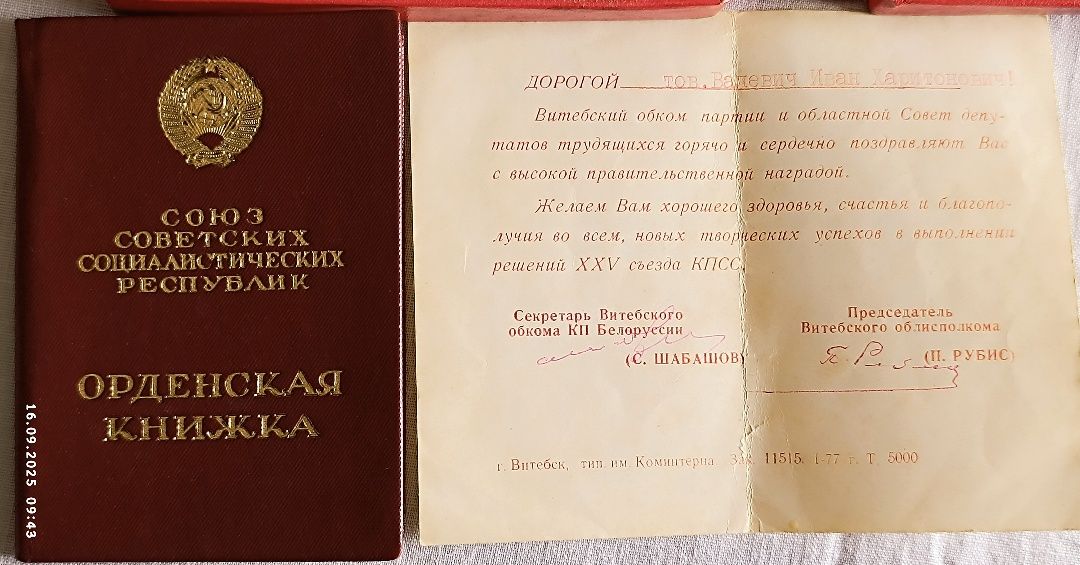 СОЮЗ
СОВЕТСКИХ
СОЦИАЛИСТИЧЕСКИХ
РЕСПУБЛИК
ОРДЕНСКАЯ
КНИЖКА
16.09.2025 09:43
ДОРОГОЙ тов. Валевич Иван Харитонович!
Витебский обком партии и областной Совет депу-
татов трудящихся горячо и сердечно поздравляют Вас
с высокой правительственной наградой.
Желаем Вам хорошего здоровья, счастья и благопо-
лучия во всем, новых творческих успехов в выполнении
решений XXV съезда КПСС.
Секретарь Витебского
обкома КП Белоруссии
(С. ШАБАШОВ)
Председатель
Витебского облисполкома
(П. РУБИС)
г. Витебск, тип. им. Коминтерна Зак. 11515. 1-77 г. Т. 5000